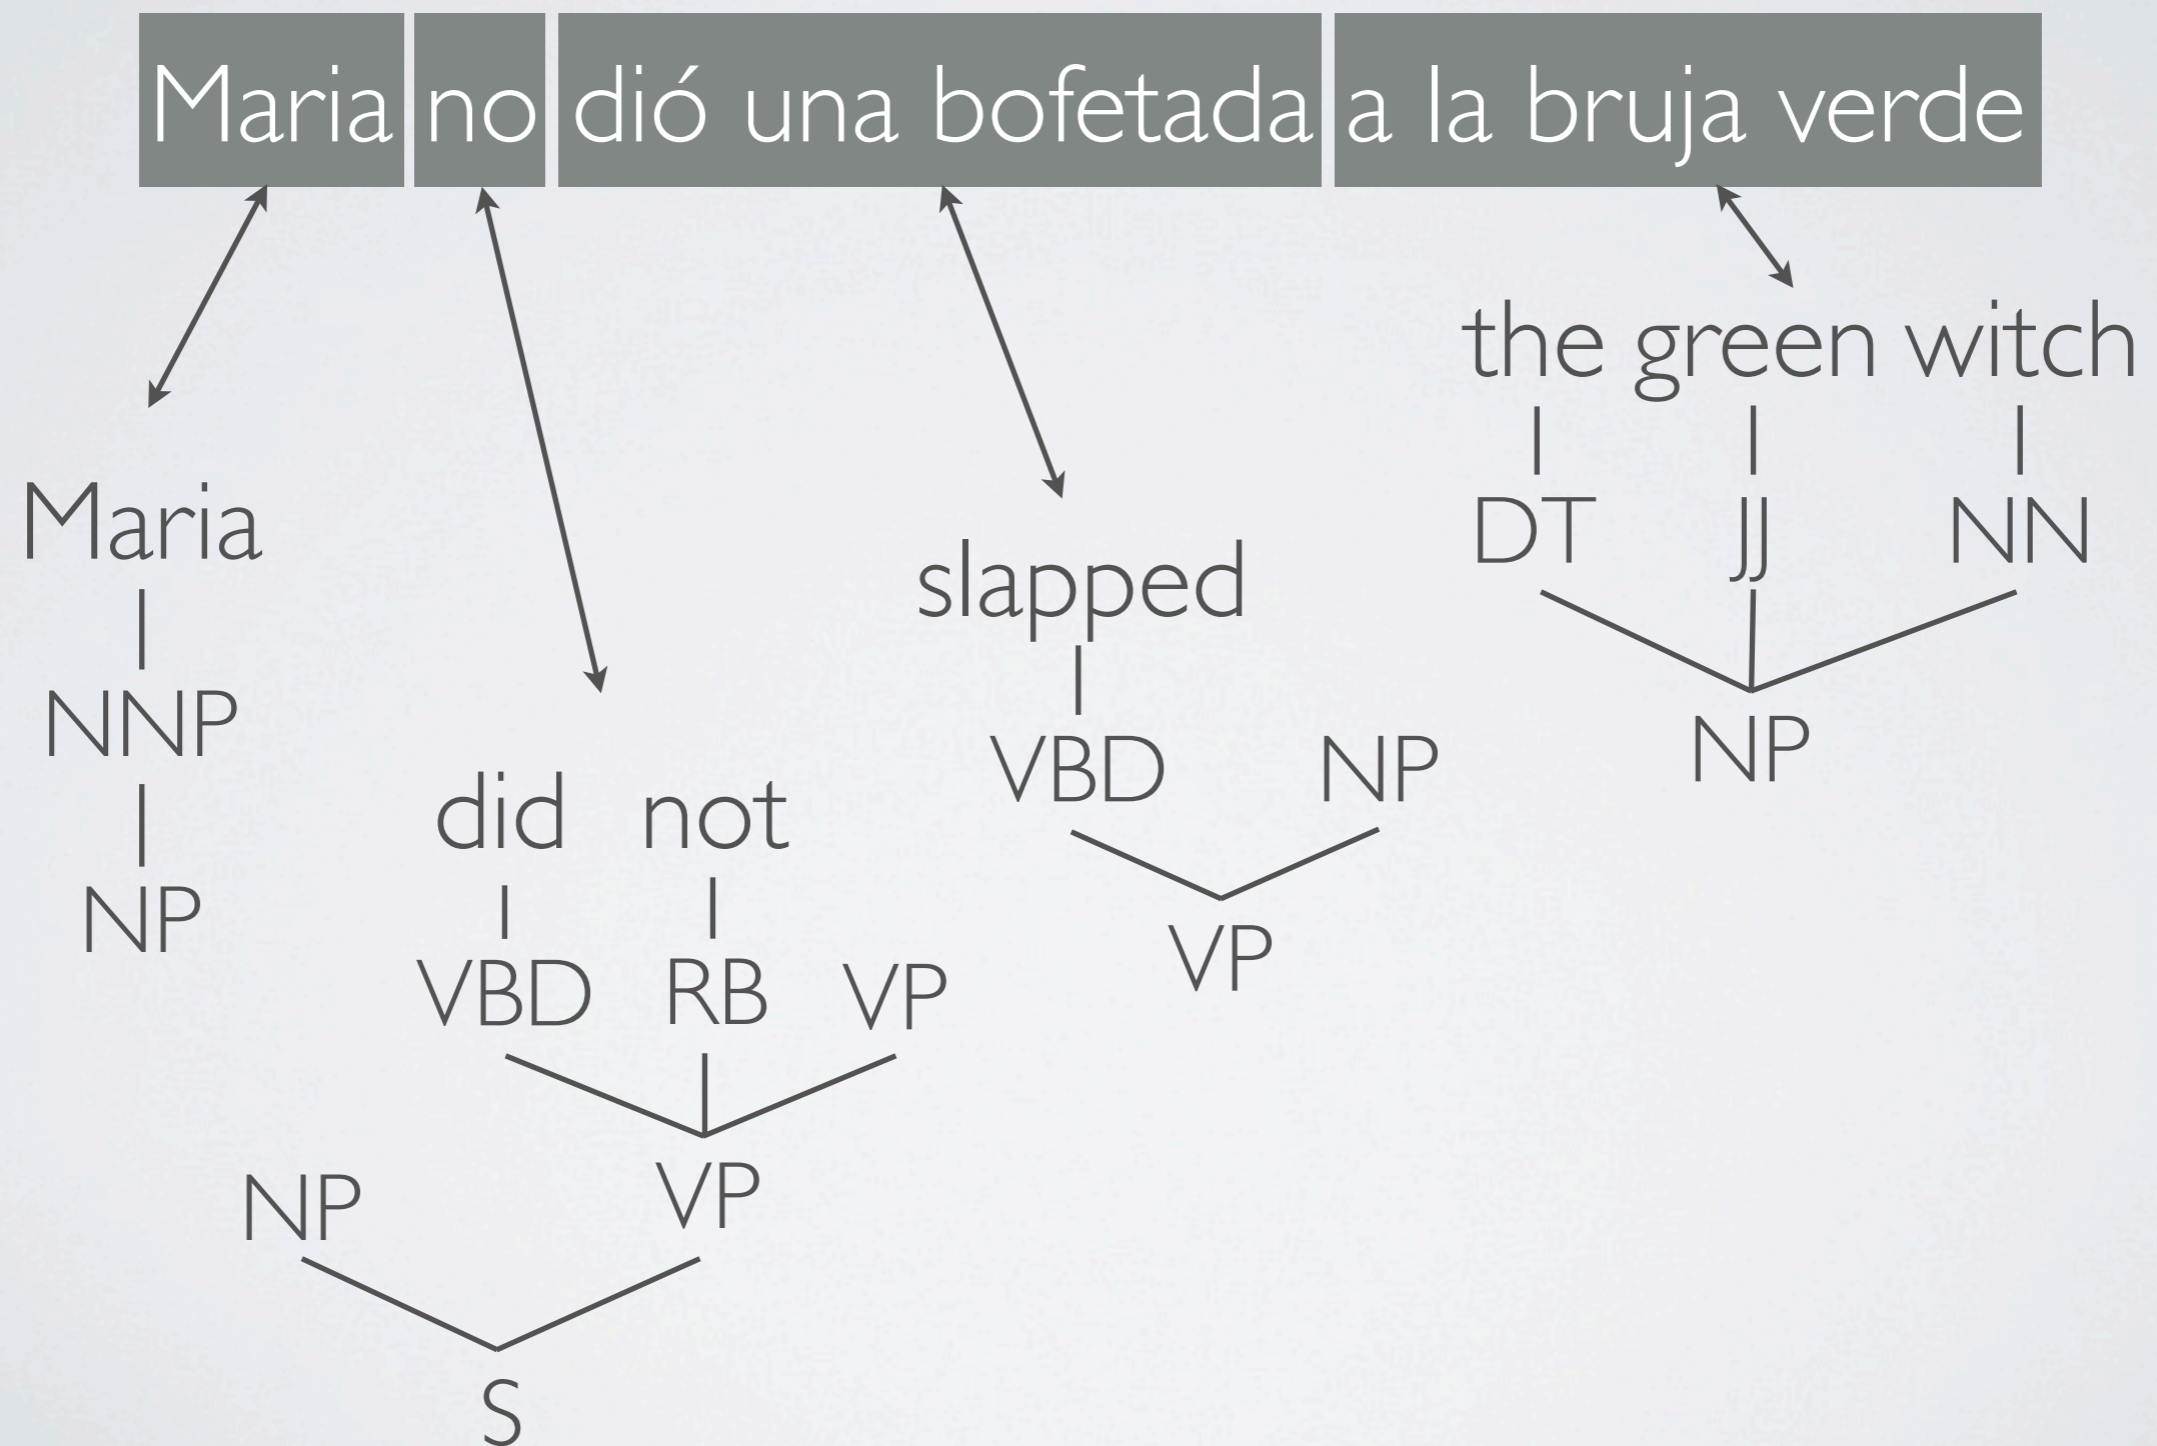 Maria no dió una bofetada a la bruja verde
the green witch
DT JJ NN
NP
Maria
NNP
NP
did not
VBD RB VP
VP
NP
S
slapped
VBD NP
VP